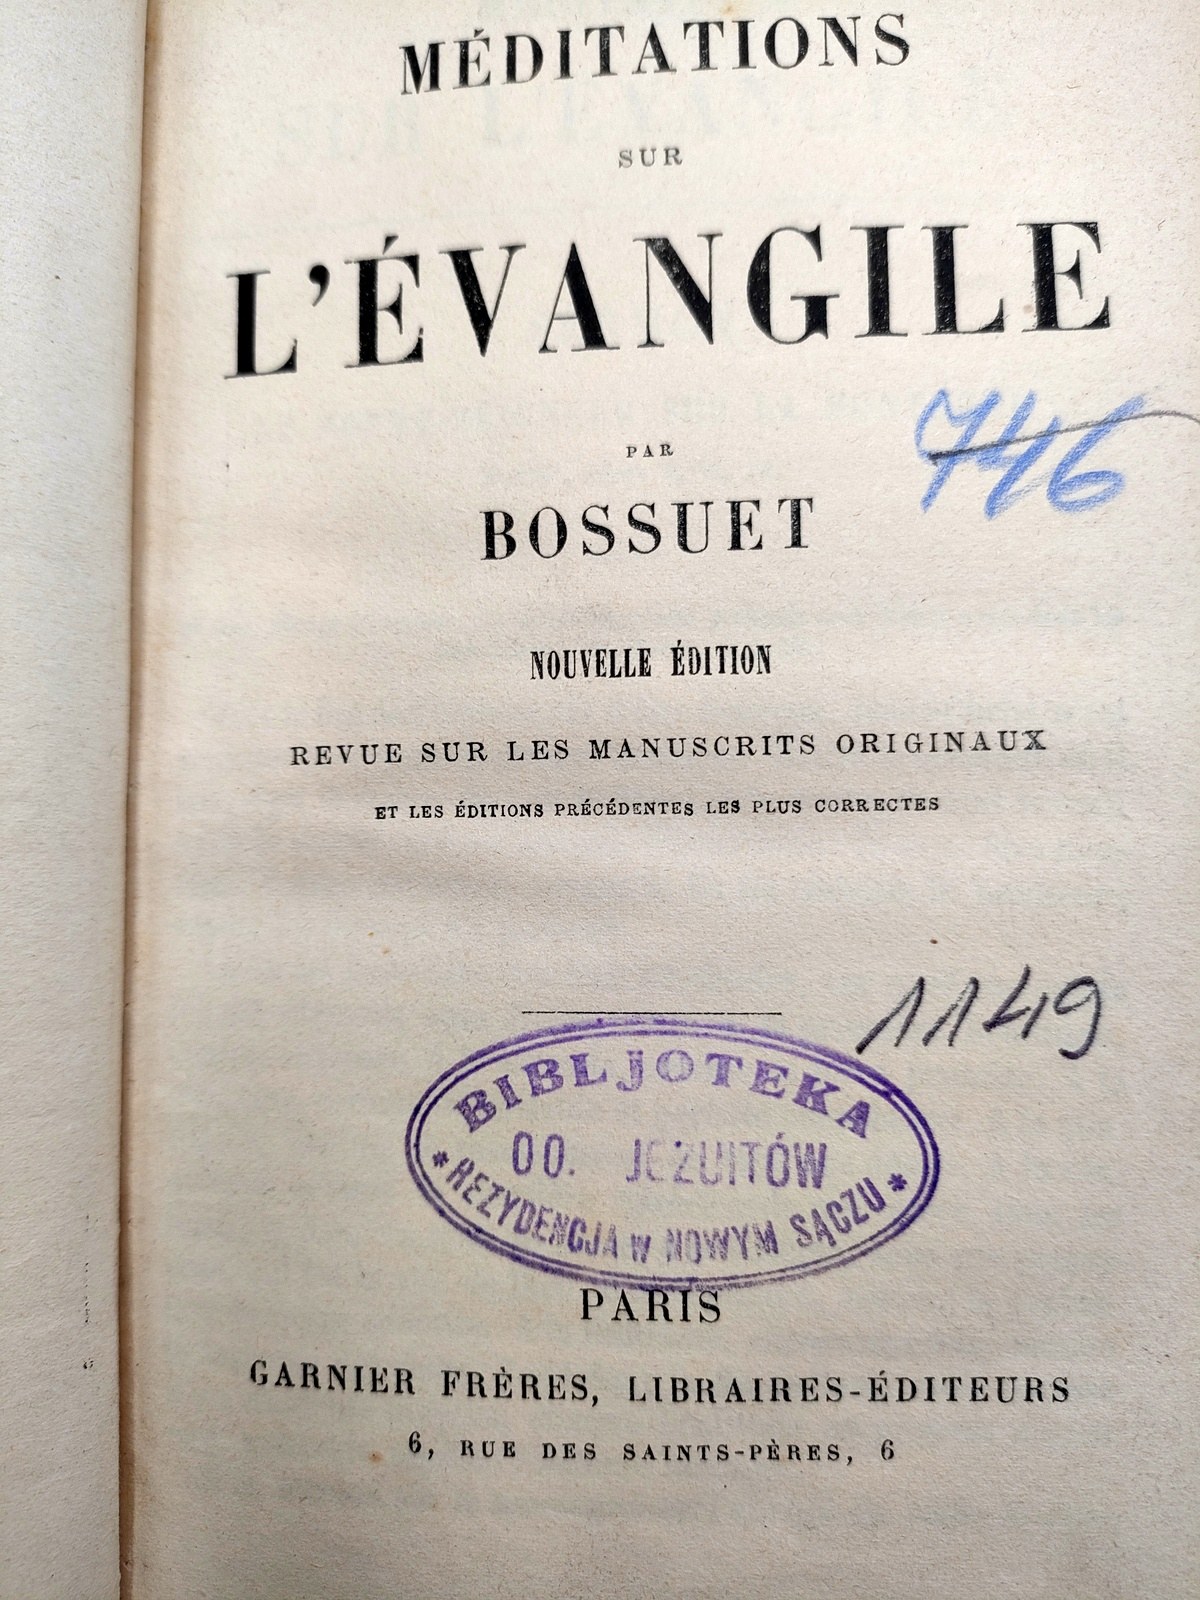 MÉDITATIONS
SUR
L'ÉVANGILE
PAR
746
BOSSUET
NOUVELLE ÉDITION
REVUE SUR LES MANUSCRITS ORIGINAUX
ET LES ÉDITIONS PRÉCÉDENTES LES PLUS CORRECTES
1149
BIBLJOTEKA
OO. JEZUITÓW
* REZYDENCJA W NOWYM SĄCZU *
PARIS
GARNIER FRÈRES, LIBRAIRES-ÉDITEURS
6, RUE DES SAINTS-PÈRES, 6